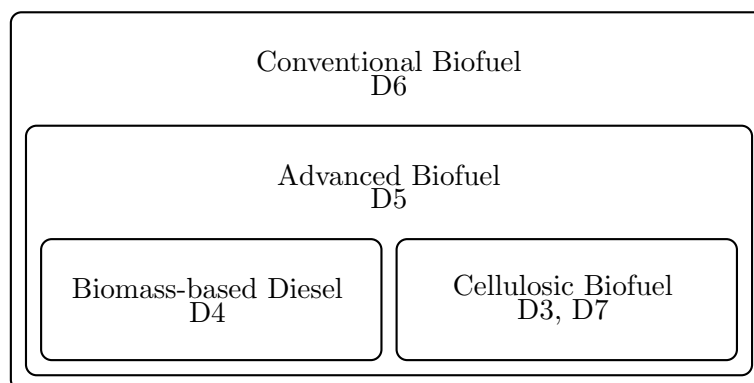 Conventional Biofuel
D6
Advanced Biofuel
D5
Biomass-based Diesel
D4
Cellulosic Biofuel
D3, D7